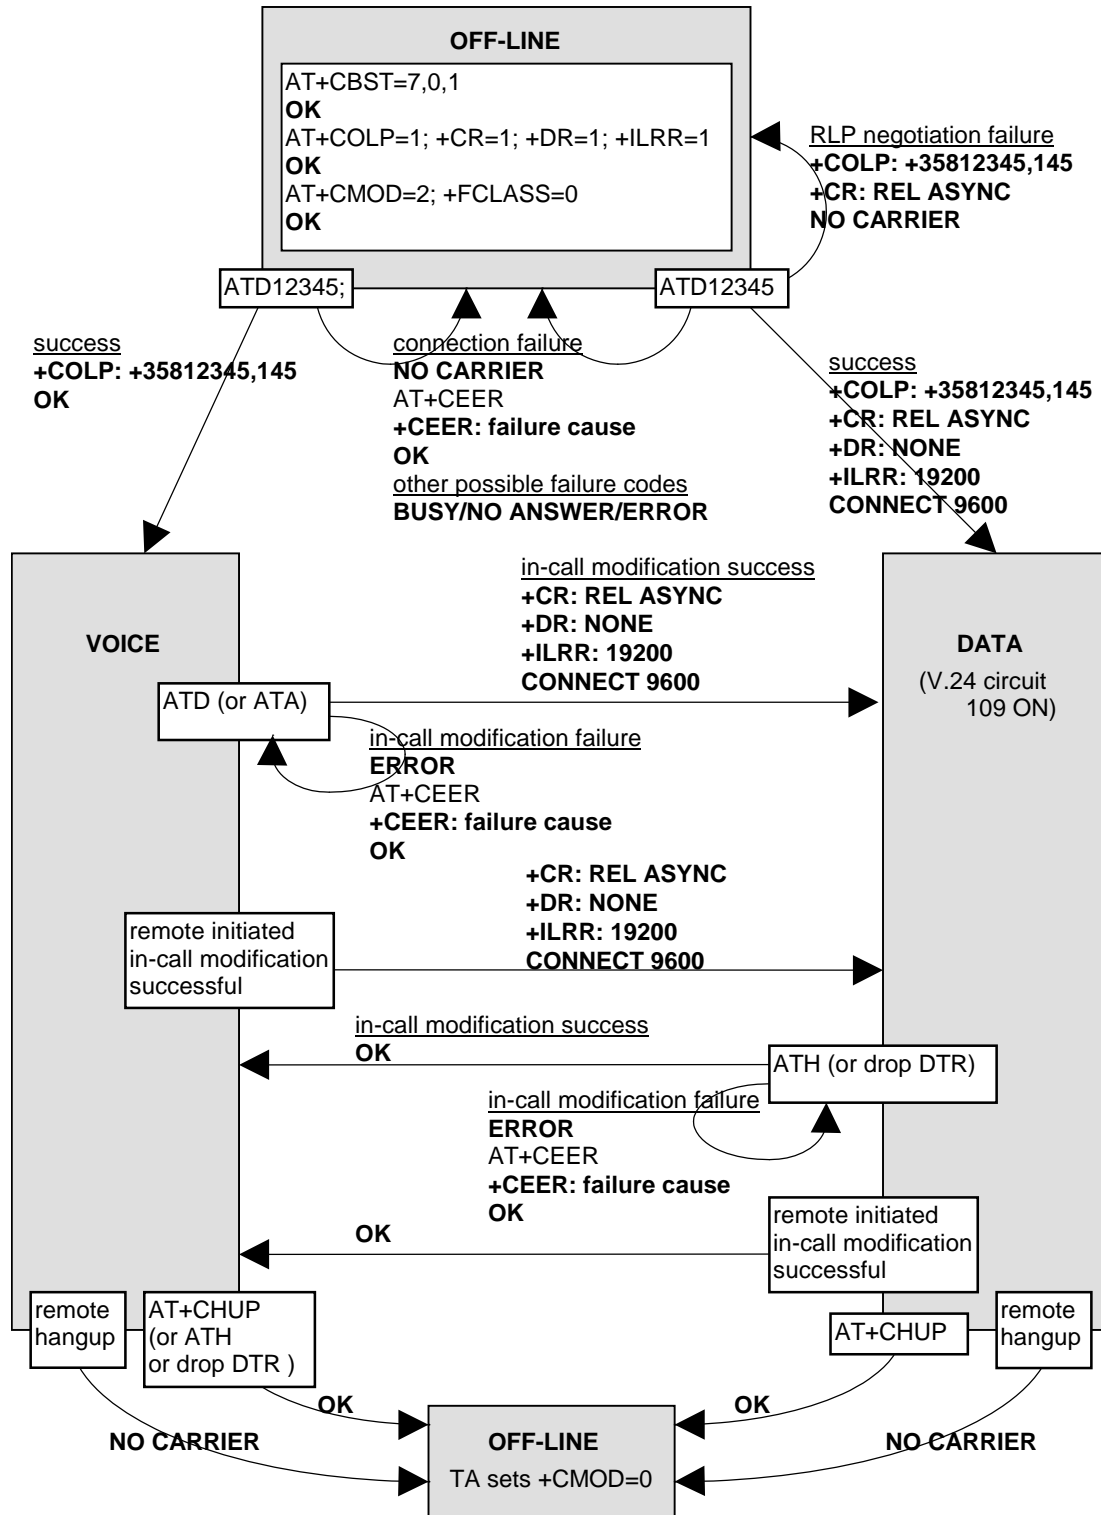 OFF-LINE
AT+CBST=7,0,1
OK
AT+COLP=1; +CR=1; +DR=1; +ILRR=1
OK
AT+CMOD=2; +FCLASS=0
OK
RLP negotiation failure
+COLP: +35812345,145
+CR: REL ASYNC
NO CARRIER
ATD12345;
ATD12345
success
+COLP: +35812345,145
OK
connection failure
NO CARRIER
AT+CEER
+CEER: failure cause
OK
other possible failure codes
BUSY/NO ANSWER/ERROR
success
+COLP: +35812345,145
+CR: REL ASYNC
+DR: NONE
+ILRR: 19200
CONNECT 9600
VOICE
in-call modification success
+CR: REL ASYNC
+DR: NONE
+ILRR: 19200
CONNECT 9600
DATA
(V.24 circuit
109 ON)
ATD (or ATA)
in-call modification failure
ERROR
AT+CEER
+CEER: failure cause
OK
+CR: REL ASYNC
+DR: NONE
+ILRR: 19200
CONNECT 9600
remote initiated
in-call modification
successful
in-call modification success
OK
ATH (or drop DTR)
in-call modification failure
ERROR
AT+CEER
+CEER: failure cause
OK
remote initiated
in-call modification
successful
OK
remote
hangup
AT+CHUP
(or ATH
or drop DTR )
AT+CHUP
remote
hangup
OK
OK
NO CARRIER
NO CARRIER
OFF-LINE
TA sets +CMOD=0